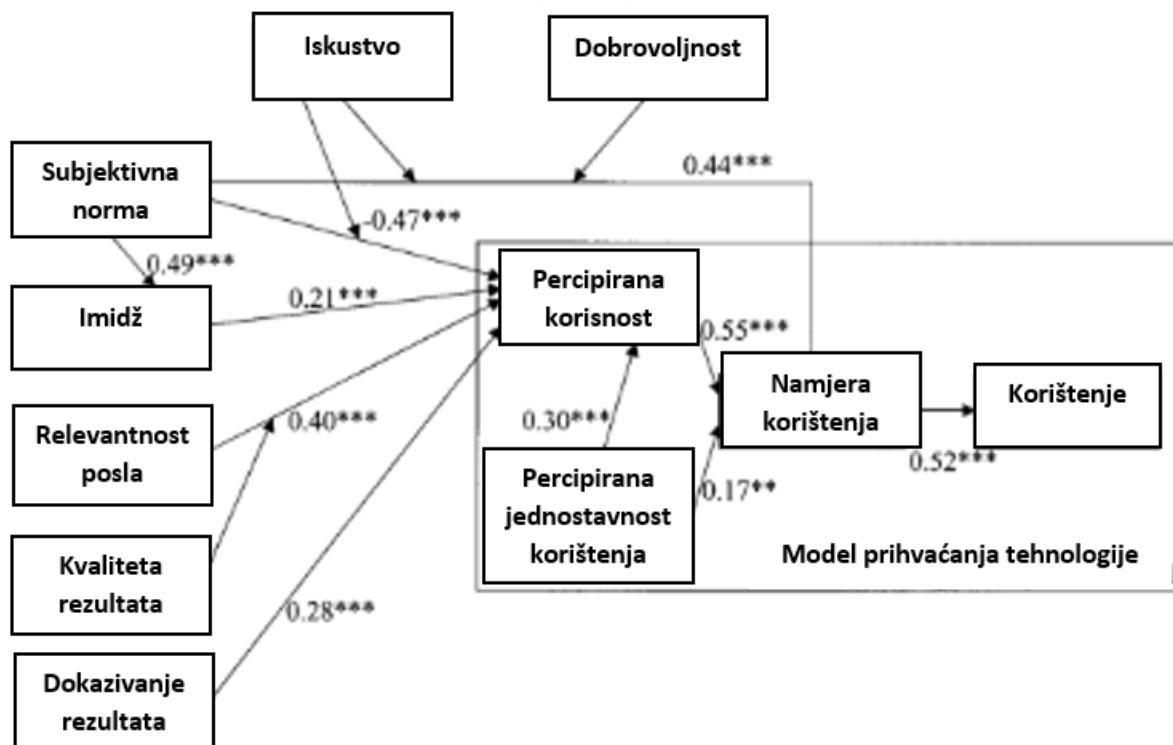 Iskustvo
Dobrovoljnost
Subjektivna
norma
0.44***
-0.47***
0.49***
Imidž
0.21***
Percipirana
korisnost
0.55***
Namjera
korištenja
Korištenje
0.40***
0.30***
Relevantnost
posla
0.52***
Percipirana
jednostavnost
korištenja
0.17**
Model prihvaćanja tehnologije
Kvaliteta
rezultata
0.28***
Dokazivanje
rezultata